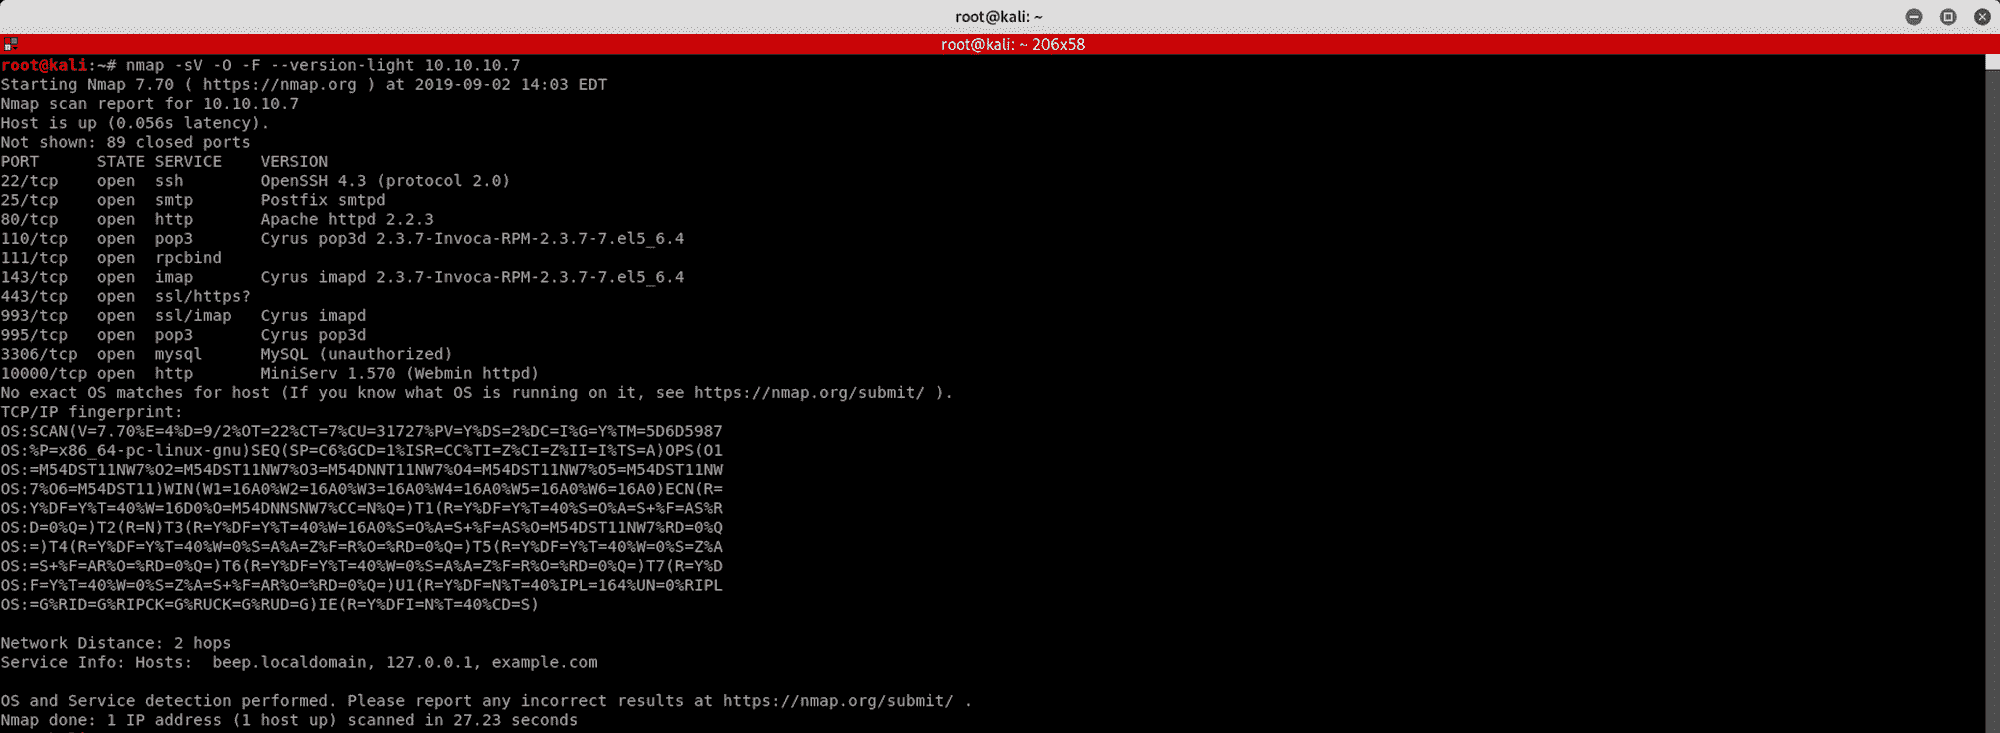 root@kali: ~
root@kali: ~ 206x58
root@kali:~# nmap -sV -O -F --version-light 10.10.10.7
Starting Nmap 7.70 ( https://nmap.org ) at 2019-09-02 14:03 EDT
Nmap scan report for 10.10.10.7
Host is up (0.056s latency).
Not shown: 89 closed ports
PORT      STATE SERVICE    VERSION
22/tcp    open  ssh        OpenSSH 4.3 (protocol 2.0)
25/tcp    open  smtp       Postfix smtpd
80/tcp    open  http       Apache httpd 2.2.3
110/tcp   open  pop3       Cyrus pop3d 2.3.7-Invoca-RPM-2.3.7-7.el5_6.4
111/tcp   open  rpcbind
143/tcp   open  imap       Cyrus imapd 2.3.7-Invoca-RPM-2.3.7-7.el5_6.4
443/tcp   open  ssl/https?
993/tcp   open  ssl/imap   Cyrus imapd
995/tcp   open  pop3       Cyrus pop3d
3306/tcp  open  mysql      MySQL (unauthorized)
10000/tcp open  http       MiniServ 1.570 (Webmin httpd)
No exact OS matches for host (If you know what OS is running on it, see https://nmap.org/submit/ ).
TCP/IP fingerprint:
OS:SCAN(V=7.70%E=4%D=9/2%OT=22%CT=7%CU=31727%PV=Y%DS=2%DC=I%G=Y%TM=5D6D5987
OS:%P=x86_64-pc-linux-gnu)SEQ(SP=C6%GCD=1%ISR=CC%TI=Z%CI=Z%II=I%TS=A)OPS(O1
OS:=M54DST11NW7%O2=M54DST11NW7%O3=M54DNNT11NW7%O4=M54DST11NW7%O5=M54DST11NW
OS:7%O6=M54DST11)WIN(W1=16A0%W2=16A0%W3=16A0%W4=16A0%W5=16A0%W6=16A0)ECN(R=
OS:Y%DF=Y%T=40%W=16D0%O=M54DNNSNW7%CC=N%Q=)T1(R=Y%DF=Y%T=40%S=O%A=S+%F=AS%R
OS:D=0%Q=)T2(R=N)T3(R=Y%DF=Y%T=40%W=16A0%S=O%A=S+%F=AS%O=M54DST11NW7%RD=0%Q
OS:=)T4(R=Y%DF=Y%T=40%W=0%S=A%A=Z%F=R%O=%RD=0%Q=)T5(R=Y%DF=Y%T=40%W=0%S=Z%A
OS:=S+%F=AR%O=%RD=0%Q=)T6(R=Y%DF=Y%T=40%W=0%S=A%A=Z%F=R%O=%RD=0%Q=)T7(R=Y%D
OS:F=Y%T=40%W=0%S=Z%A=S+%F=AR%O=%RD=0%Q=)U1(R=Y%DF=N%T=40%IPL=164%UN=0%RIPL
OS:=G%RID=G%RIPCK=G%RUCK=G%RUD=G)IE(R=Y%DFI=N%T=40%CD=S)
Network Distance: 2 hops
Service Info: Hosts:  beep.localdomain, 127.0.0.1, example.com
OS and Service detection performed. Please report any incorrect results at https://nmap.org/submit/ .
Nmap done: 1 IP address (1 host up) scanned in 27.23 seconds